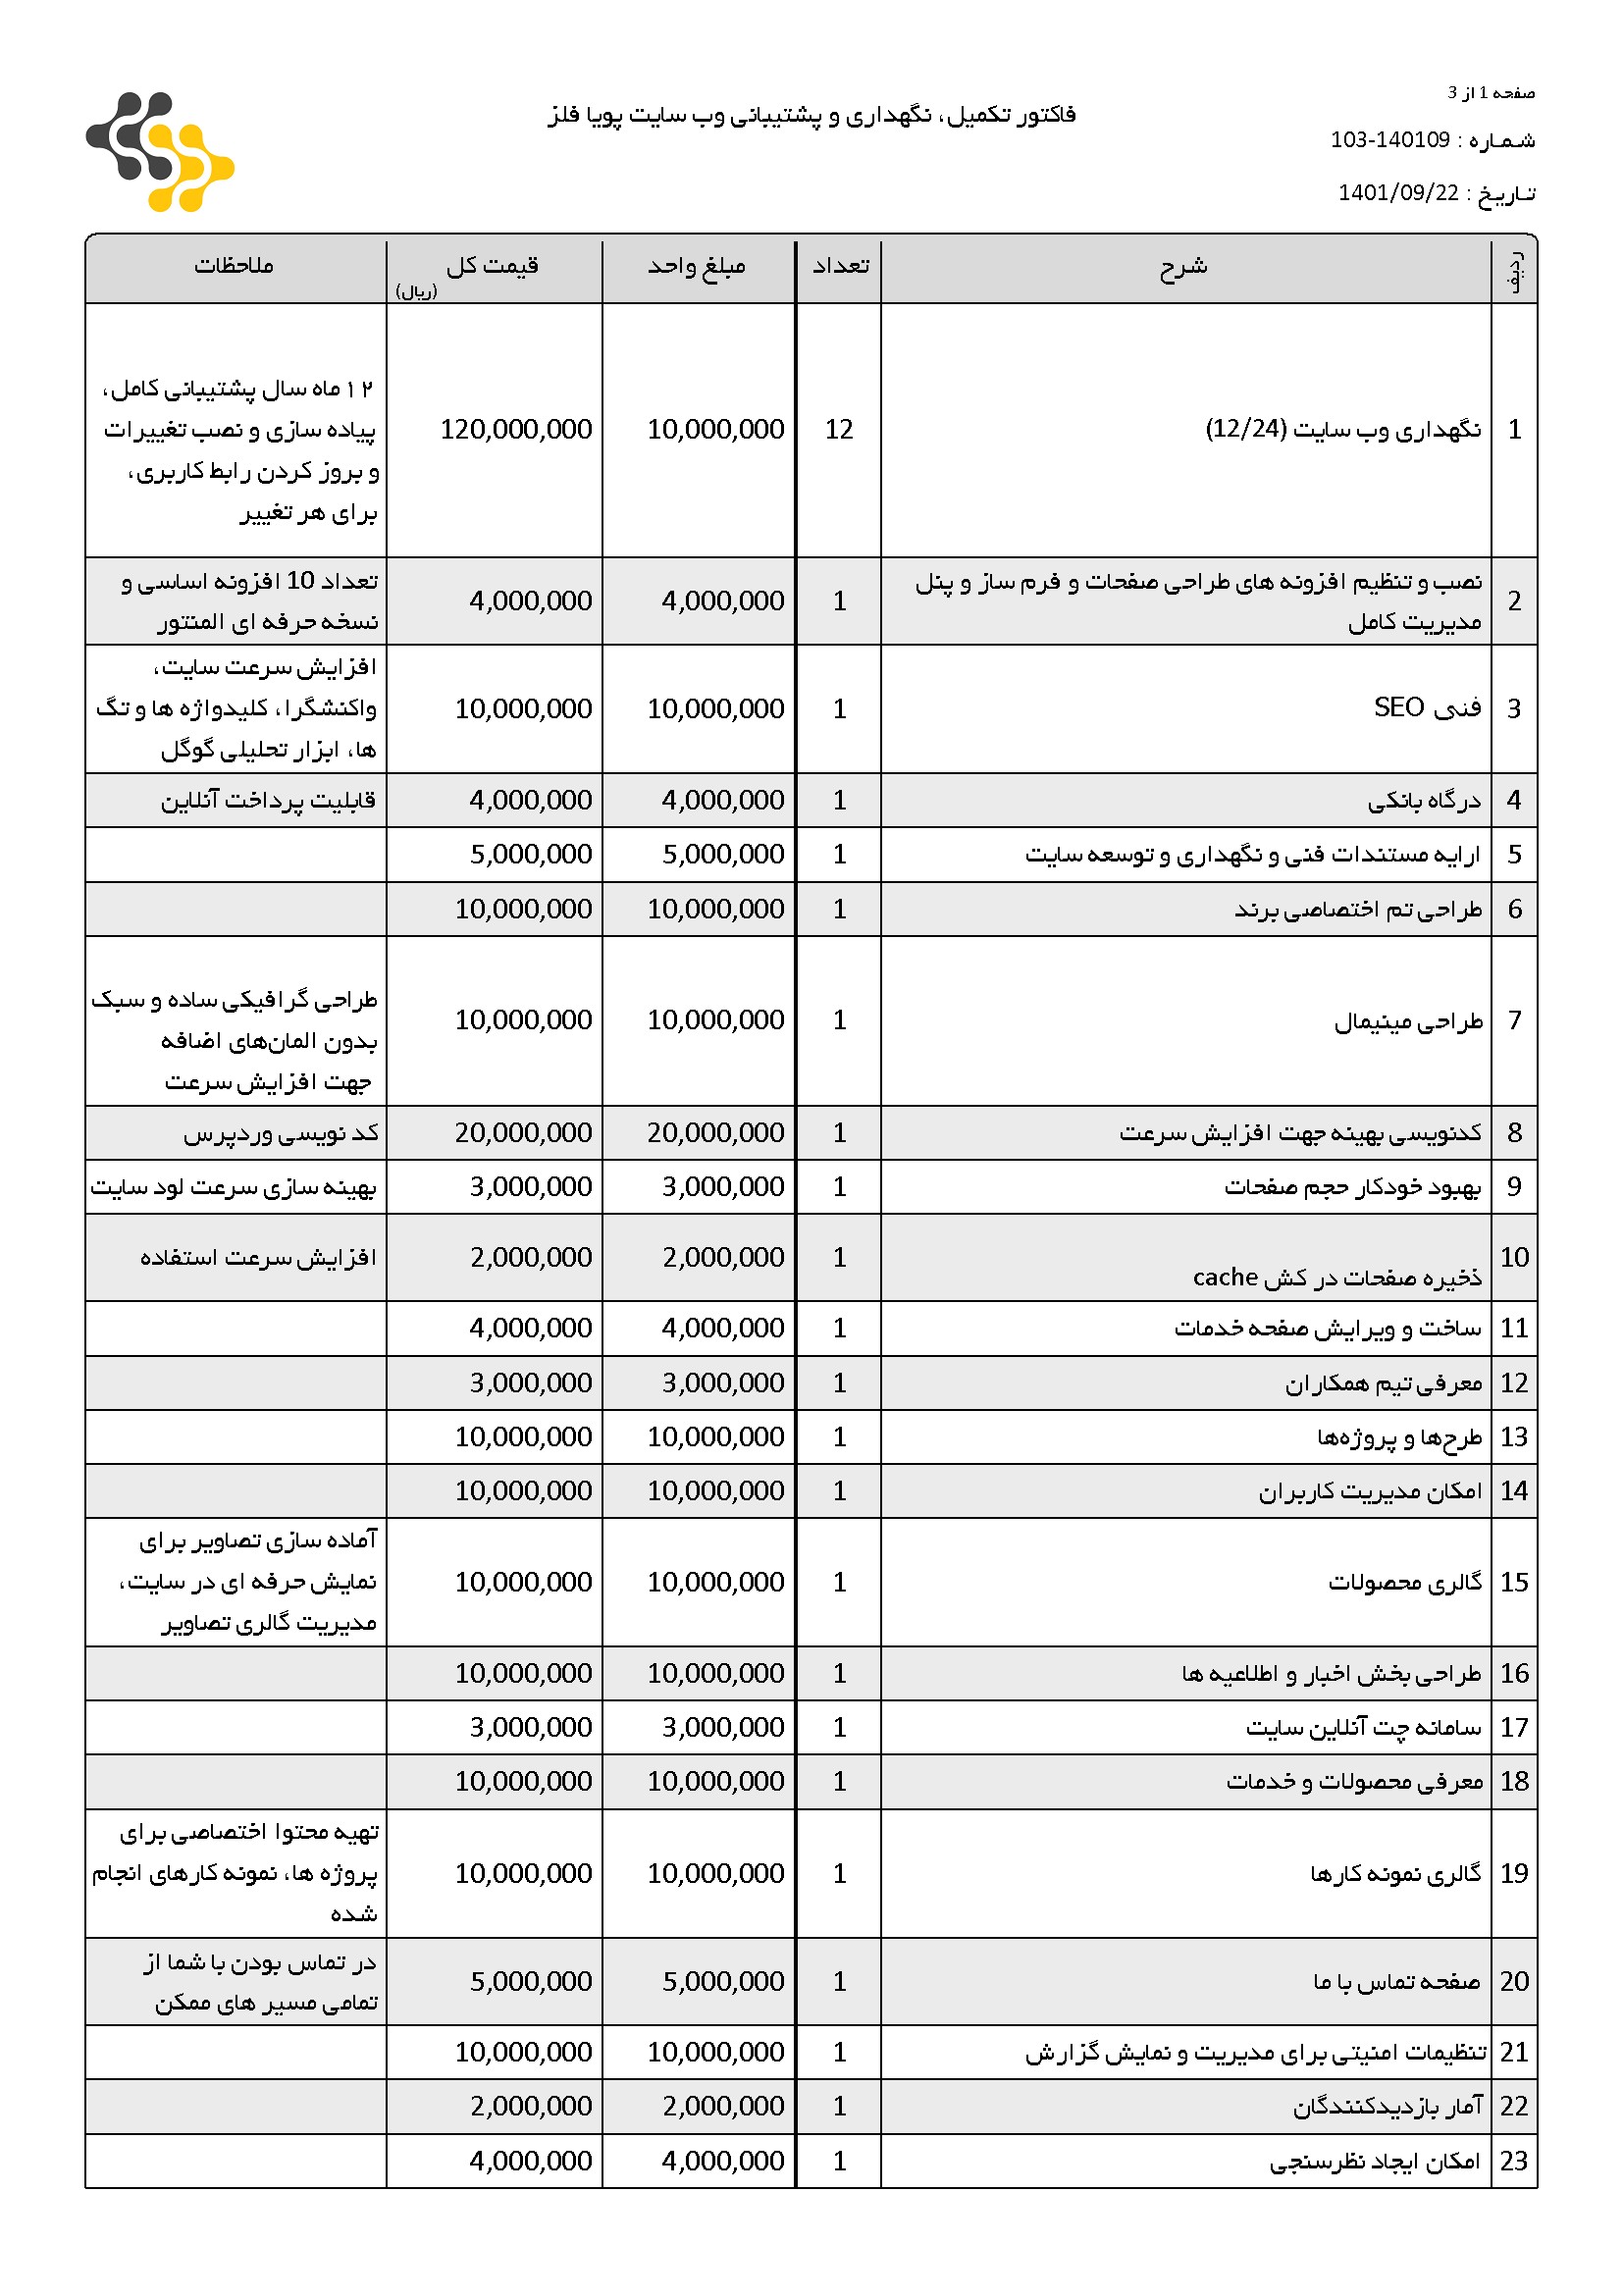 صفحه 1 از 3
فاکتور تکمیل، نگهداری و پشتیبانی وب سایت پویا فلز
شماره : 103-140109
تاریخ : 1401/09/22
ردیف شرح تعداد مبلغ واحد قیمت کل (ریال) ملاحظات
1 نگهداری وب سایت (12/24) 12 10,000,000 120,000,000
۱۲ ماه سال پشتیبانی کامل،
پیاده سازی و نصب تغییرات
و بروز کردن رابط کاربری،
برای هر تغییر
2 نصب و تنظیم افزونه های طراحی صفحات و فرم ساز و پنل
مدیریت کامل 1 4,000,000 4,000,000
تعداد 10 افزونه اساسی و
نسخه حرفه ای المنتور
3 فنی SEO 1 10,000,000 10,000,000
افزایش سرعت سایت،
واکنشگرا، کلیدواژه ها و تگ
ها، ابزار تحلیلی گوگل
4 درگاه بانکی 1 4,000,000 4,000,000 قابلیت پرداخت آنلاین
5 ارایه مستندات فنی و نگهداری و توسعه سایت 1 5,000,000 5,000,000
6 طراحی تم اختصاصی برند 1 10,000,000 10,000,000
7 طراحی مینیمال 1 10,000,000 10,000,000
طراحی گرافیکی ساده و سبک
بدون المان‌های اضافه
جهت افزایش سرعت
8 کدنویسی بهینه جهت افزایش سرعت 1 20,000,000 20,000,000 کد نویسی وردپرس
9 بهبود خودکار حجم صفحات 1 3,000,000 3,000,000 بهینه سازی سرعت لود سایت
10 ذخیره صفحات در کش cache 1 2,000,000 2,000,000 افزایش سرعت استفاده
11 ساخت و ویرایش صفحه خدمات 1 4,000,000 4,000,000
12 معرفی تیم همکاران 1 3,000,000 3,000,000
13 طرح‌ها و پروژه‌ها 1 10,000,000 10,000,000
14 امکان مدیریت کاربران 1 10,000,000 10,000,000
15 گالری محصولات 1 10,000,000 10,000,000
آماده سازی تصاویر برای
نمایش حرفه ای در سایت،
مدیریت گالری تصاویر
16 طراحی بخش اخبار و اطلاعیه ها 1 10,000,000 10,000,000
17 سامانه چت آنلاین سایت 1 3,000,000 3,000,000
18 معرفی محصولات و خدمات 1 10,000,000 10,000,000
19 گالری نمونه کارها 1 10,000,000 10,000,000
تهیه محتوا اختصاصی برای
پروژه ها، نمونه کارهای انجام
شده
20 صفحه تماس با ما 1 5,000,000 5,000,000
در تماس بودن با شما از
تمامی مسیر های ممکن
21 تنظیمات امنیتی برای مدیریت و نمایش گزارش 1 10,000,000 10,000,000
22 آمار بازدیدکنندگان 1 2,000,000 2,000,000
23 امکان ایجاد نظرسنجی 1 4,000,000 4,000,000